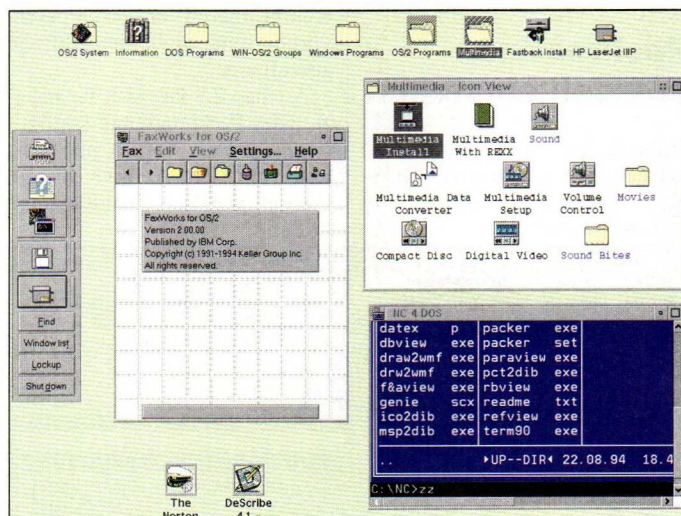 OS/2 System Information DOS Programs WIN-OS/2 Groups Windows Programs OS/2 Programs Multimedia Fastback Install HP LaserJet IIIP
Multimedia - Icon View
Multimedia Install
Multimedia With REXX
Sound
Multimedia Data Converter
Multimedia Setup
Volume Control
Movies
Compact Disc
Digital Video
Sound Bites
FaxWorks for OS/2
Fax Edit View Settings... Help
FaxWorks for OS/2
Version 2.00.00
Published by IBM Corp.
Copyright (c) 1991-1994 Keller Group Inc.
All rights reserved.
Find
Window list
Lockup
Shut down
NC 4 DOS
datex p packer exe
dbview exe packer set
draw2wmf exe paraview exe
drw2wmf exe pct2dib exe
f&aview exe rbview exe
genie scx readme txt
ico2dib exe refview exe
msp2dib exe term90 exe
.. ►UP--DIR◄ 22.08.94 18.4
C:\NC>zz
The Norton
DeScribe